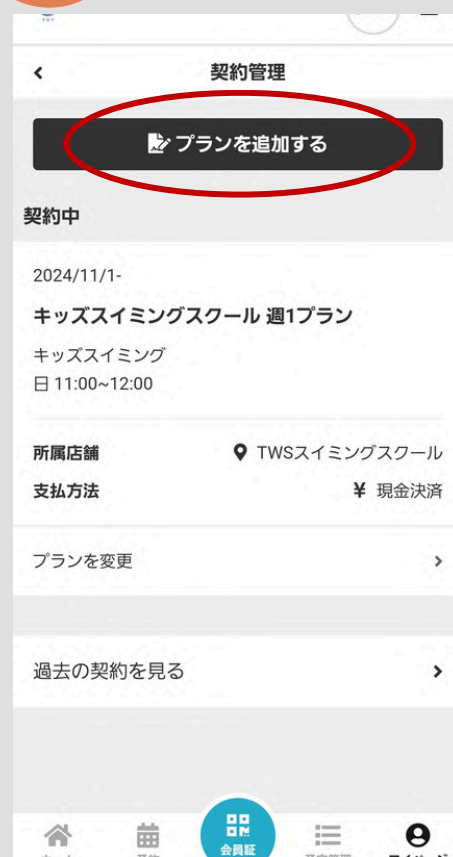 TWS
契約管理
プランを追加する
契約中
2024/11/1-
キッズスイミングスクール 週1プラン
キッズスイミング
日 11:00~12:00
所属店舗 TWSスイミングスクール
支払方法 ¥ 現金決済
プランを変更
過去の契約を見る
会員証